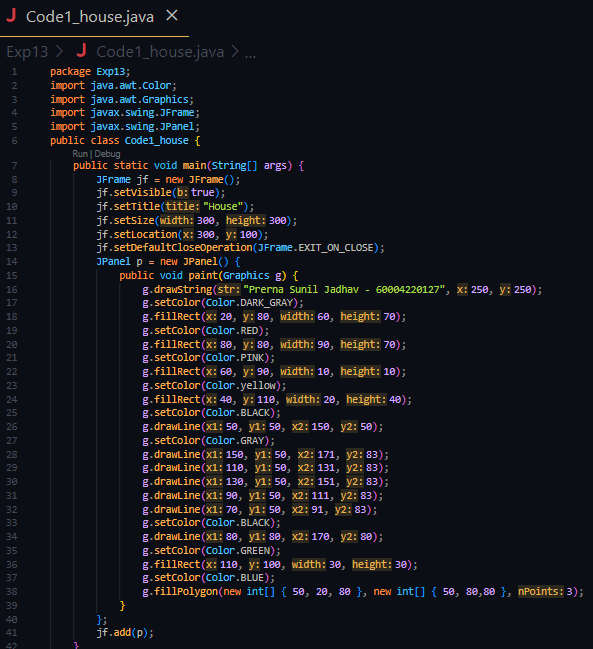 J Code1_house.java ×
Exp13 > J Code1_house.java > ...
1 package Exp13;
2 import java.awt.Color;
3 import java.awt.Graphics;
4 import javax.swing.JFrame;
5 import javax.swing.JPanel;
6 public class Code1_house {
Run | Debug
7 public static void main(String[] args) {
8 JFrame jf = new JFrame();
9 jf.setVisible(b:true);
10 jf.setTitle(title:"House");
11 jf.setSize(width:300, height:300);
12 jf.setLocation(x:300, y:100);
13 jf.setDefaultCloseOperation(JFrame.EXIT_ON_CLOSE);
14 JPanel p = new JPanel() {
15 public void paint(Graphics g) {
16 g.drawString(str:"Prerna Sunil Jadhav - 60004220127", x:250, y:250);
17 g.setColor(Color.DARK_GRAY);
18 g.fillRect(x:20, y:80, width:60, height:70);
19 g.setColor(Color.RED);
20 g.fillRect(x:80, y:80, width:90, height:70);
21 g.setColor(Color.PINK);
22 g.fillRect(x:60, y:90, width:10, height:10);
23 g.setColor(Color.yellow);
24 g.fillRect(x:40, y:110, width:20, height:40);
25 g.setColor(Color.BLACK);
26 g.drawLine(x1:50, y1:50, x2:150, y2:50);
27 g.setColor(Color.GRAY);
28 g.drawLine(x1:150, y1:50, x2:171, y2:83);
29 g.drawLine(x1:110, y1:50, x2:131, y2:83);
30 g.drawLine(x1:130, y1:50, x2:151, y2:83);
31 g.drawLine(x1:90, y1:50, x2:111, y2:83);
32 g.drawLine(x1:70, y1:50, x2:91, y2:83);
33 g.setColor(Color.BLACK);
34 g.drawLine(x1:80, y1:80, x2:170, y2:80);
35 g.setColor(Color.GREEN);
36 g.fillRect(x:110, y:100, width:30, height:30);
37 g.setColor(Color.BLUE);
38 g.fillPolygon(new int[] { 50, 20, 80 }, new int[] { 50, 80,80 }, nPoints:3);
39 }
40 };
41 jf.add(p);
42 }